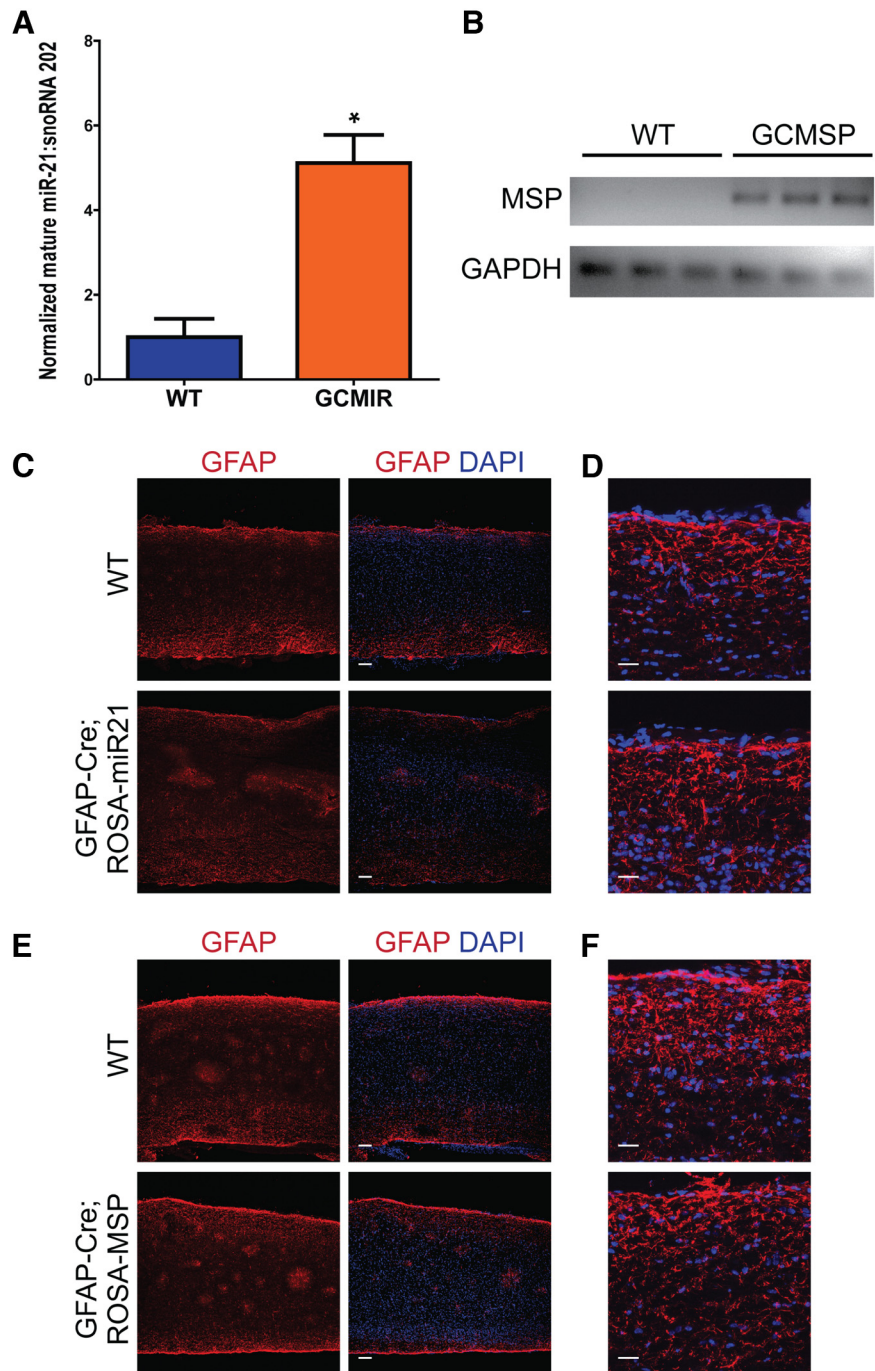 A
Normalized mature miR-21:snoRNA 202
8
6
4
2
0
*
WT
GCMIR
B
WT GCMSP
MSP
GAPDH
C
GFAP
GFAP DAPI
D
WT
GFAP-Cre;
ROSA-miR21
E
GFAP
GFAP DAPI
F
WT
GFAP-Cre;
ROSA-MSP